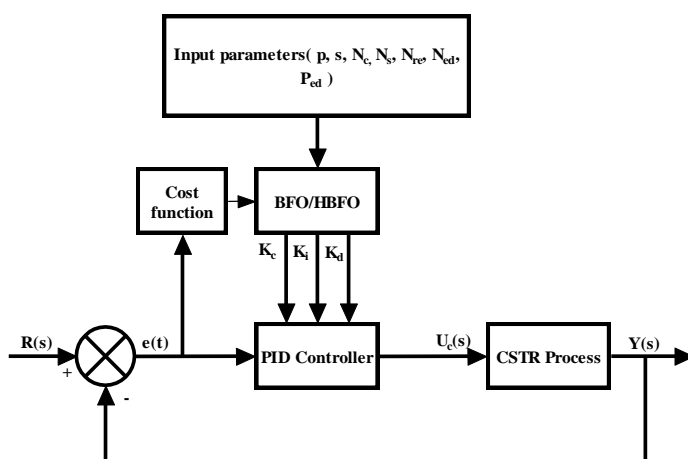 Input parameters( p, s, N_c, N_s, N_re, N_ed,
P_ed )
Cost
function
BFO/HBFO
K_c K_i K_d
R(s)
e(t)
PID Controller
U_c(s)
CSTR Process
Y(s)
+
-